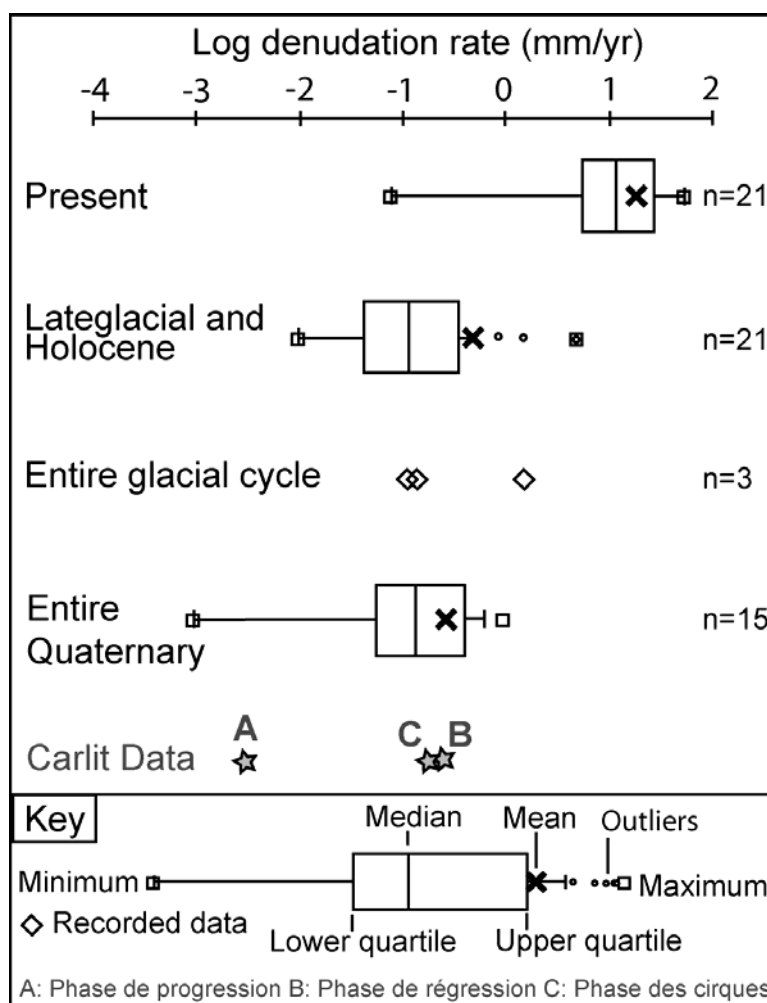 Log denudation rate (mm/yr)
-4 -3 -2 -1 0 1 2
Present n=21
Lateglacial and
Holocene n=21
Entire glacial cycle n=3
Entire
Quaternary n=15
A C B
Carlit Data
Key
Median Mean Outliers
Minimum Maximum
Recorded data
Lower quartile Upper quartile
A: Phase de progression B: Phase de régression C: Phase des cirques